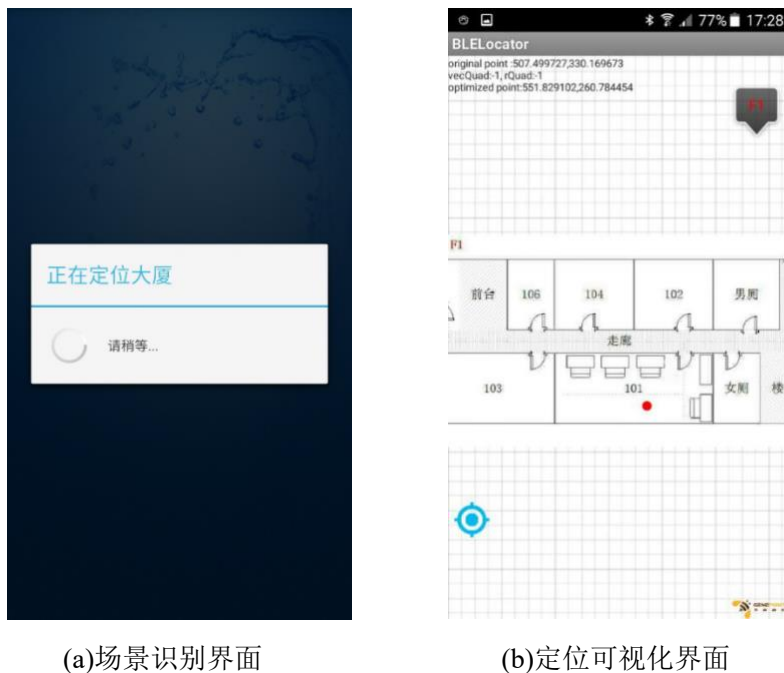 正在定位大厦
请稍等...
(a)场景识别界面
77% 17:28
BLELocator
original point :507.499727,330.169673
vecQuad:-1, rQuad:-1
optimized point:551.829102,260.784454
F1
F1
前台
106
104
102
男厕
走廊
103
101
女厕
楼
(b)定位可视化界面